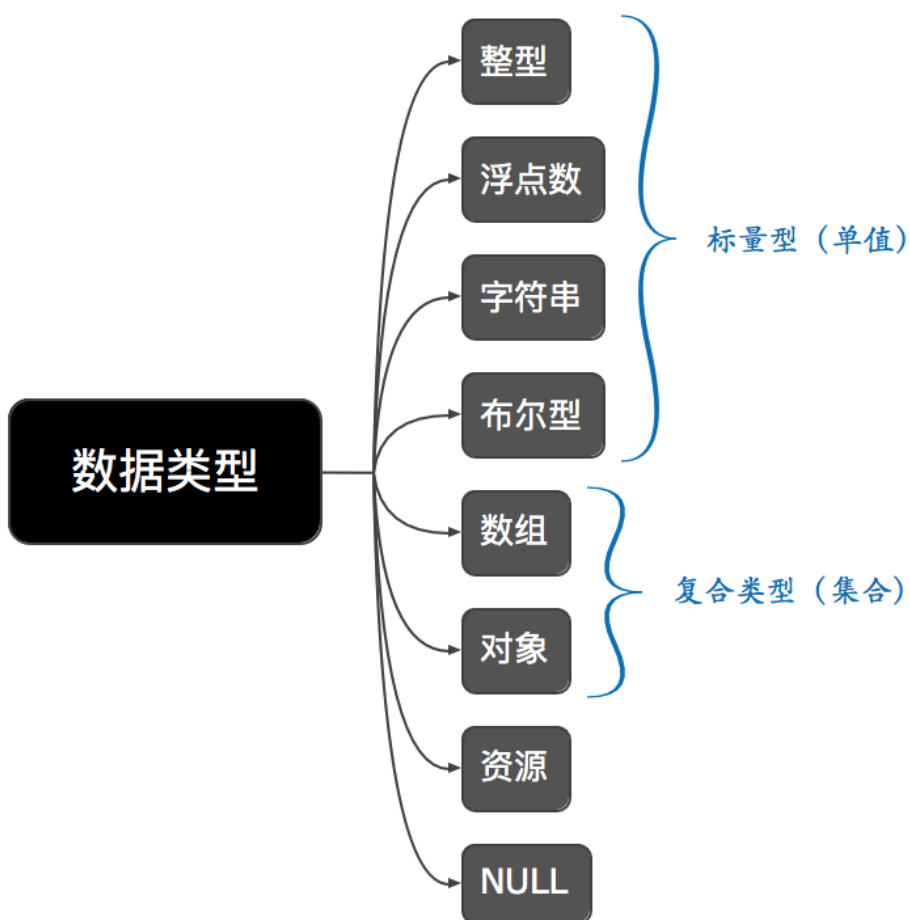 整型
浮点数
标量型（单值）
字符串
布尔型
数据类型
数组
复合类型（集合）
对象
资源
NULL